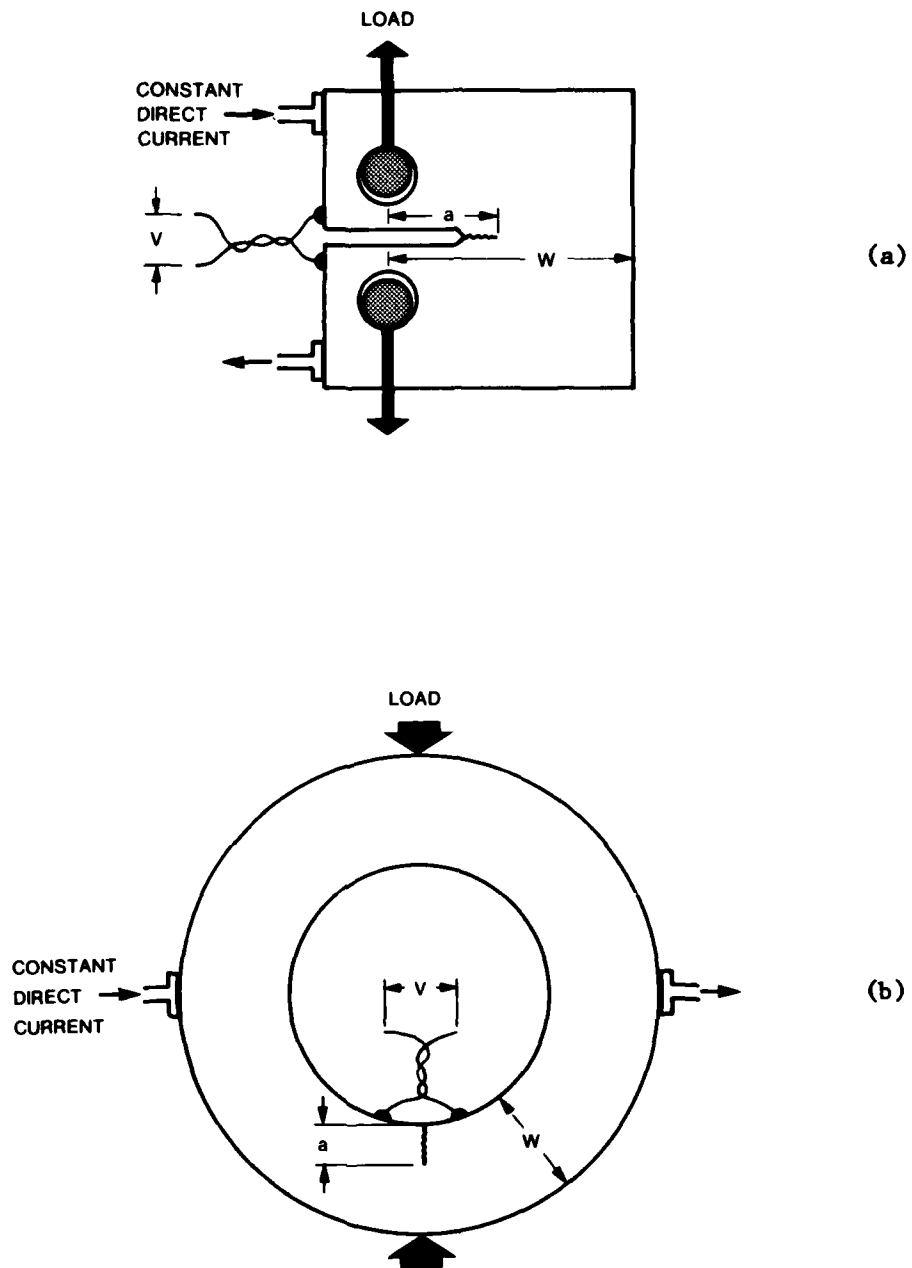 LOAD
CONSTANT
DIRECT
CURRENT
a
V
W
(a)
LOAD
CONSTANT
DIRECT
CURRENT
V
(b)
a
W